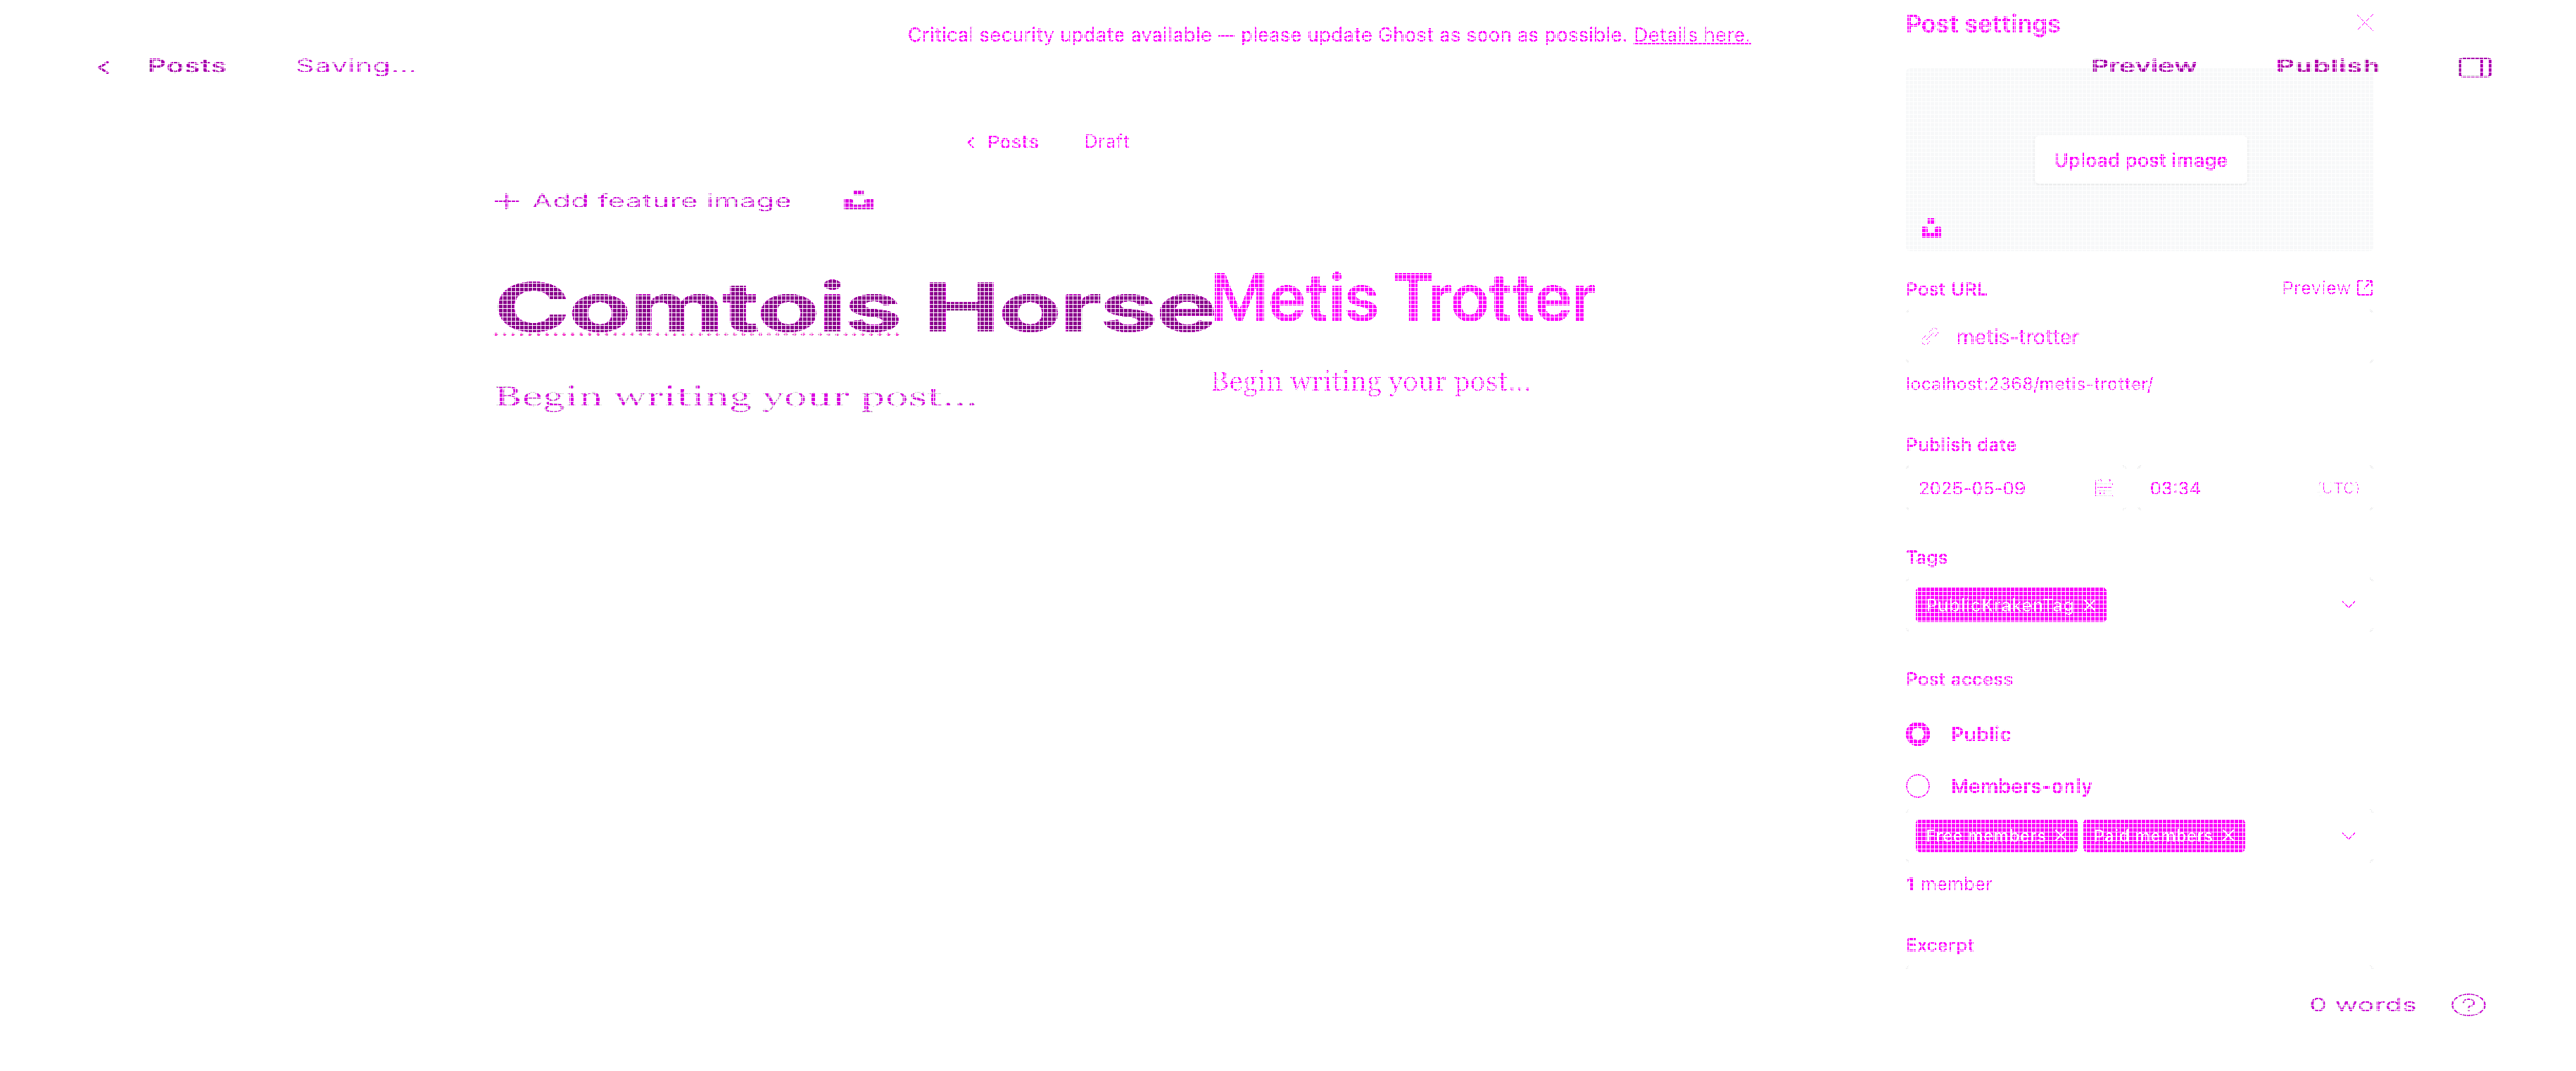 Critical security update available — please update Ghost as soon as possible. Details here.
Post settings
Posts
Saving...
Preview
Publish
Posts
Draft
Upload post image
Add feature image
Comtois Horse
Metis Trotter
Post URL
Preview
metis-trotter
localhost:2368/metis-trotter/
Begin writing your post...
Begin writing your post...
Publish date
2025-05-09
03:34
(UTC)
Tags
PublicKrakenTag ×
Post access
Public
Members-only
Free members ×
Paid members ×
1 member
Excerpt
0 words
?